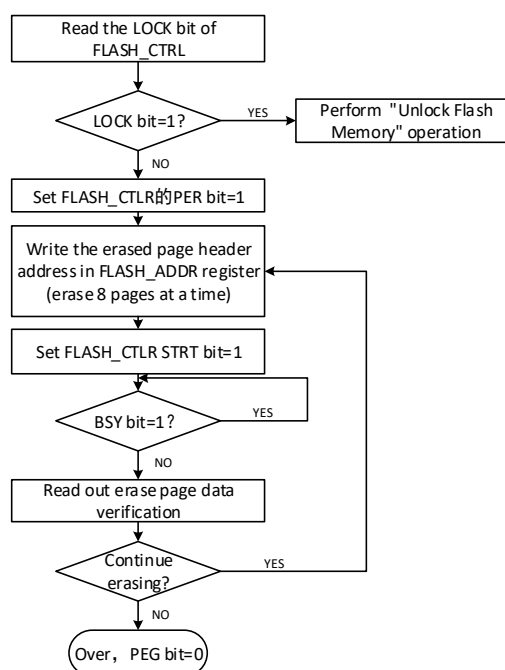 Read the LOCK bit of
FLASH_CTRL
LOCK bit=1?
YES
Perform "Unlock Flash
Memory" operation
NO
Set FLASH_CTLR的PER bit=1
Write the erased page header
address in FLASH_ADDR register
(erase 8 pages at a time)
Set FLASH_CTLR STRT bit=1
BSY bit=1?
YES
NO
Read out erase page data
verification
Continue
erasing?
YES
NO
Over，PEG bit=0